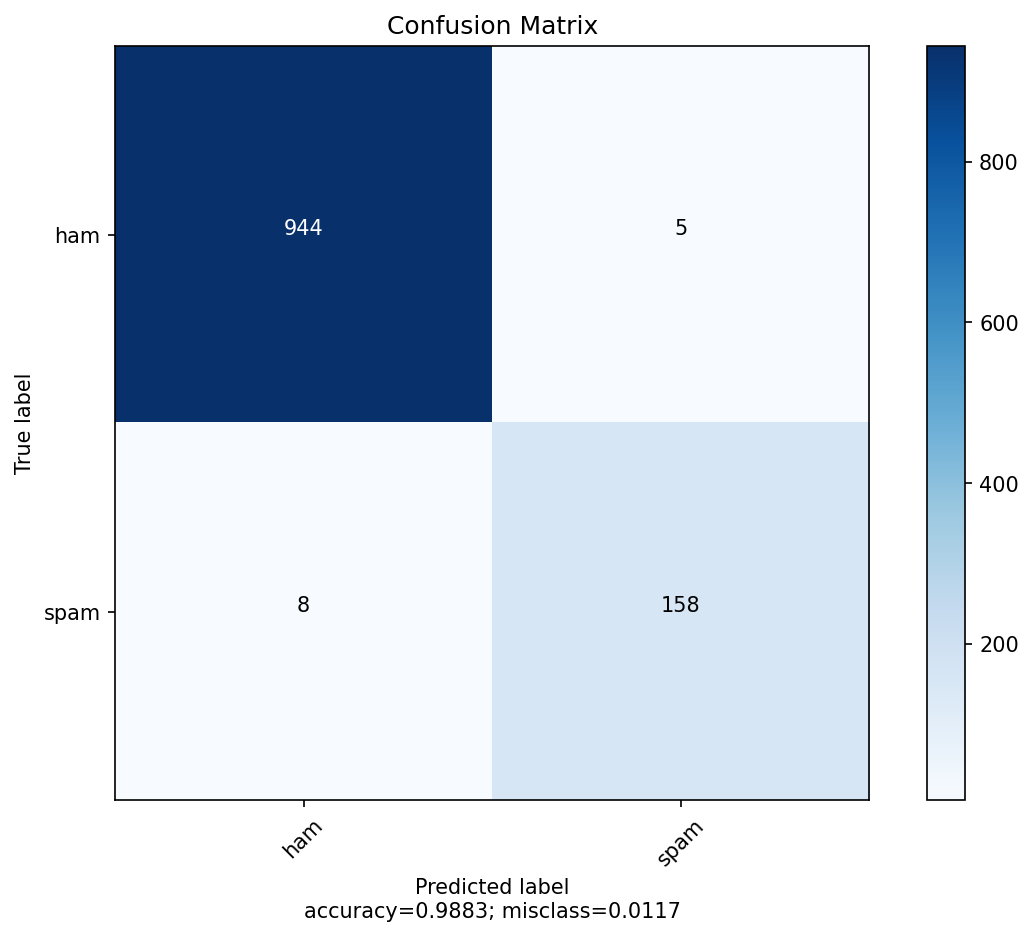 Confusion Matrix
944
5
8
158
ham
spam
True label
ham
spam
Predicted label
accuracy=0.9883; misclass=0.0117
800
600
400
200